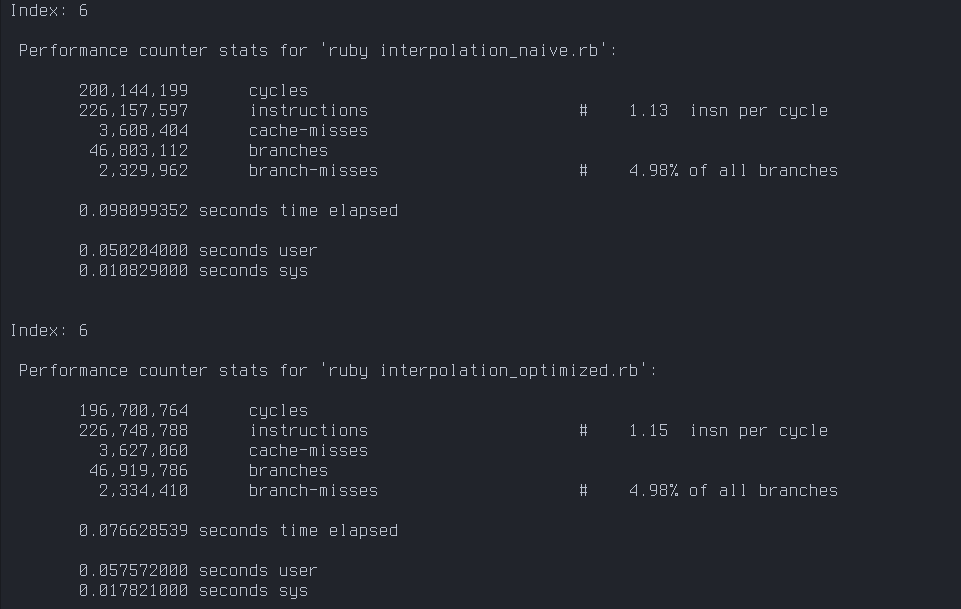 Index: 6
Performance counter stats for 'ruby interpolation_naive.rb':
200,144,199 cycles
226,157,597 instructions # 1.13 insn per cycle
3,608,404 cache-misses
46,803,112 branches
2,329,962 branch-misses # 4.98% of all branches
0.098099352 seconds time elapsed
0.050204000 seconds user
0.010829000 seconds sys
Index: 6
Performance counter stats for 'ruby interpolation_optimized.rb':
196,700,764 cycles
226,748,788 instructions # 1.15 insn per cycle
3,627,060 cache-misses
46,919,786 branches
2,334,410 branch-misses # 4.98% of all branches
0.076628539 seconds time elapsed
0.057572000 seconds user
0.017821000 seconds sys